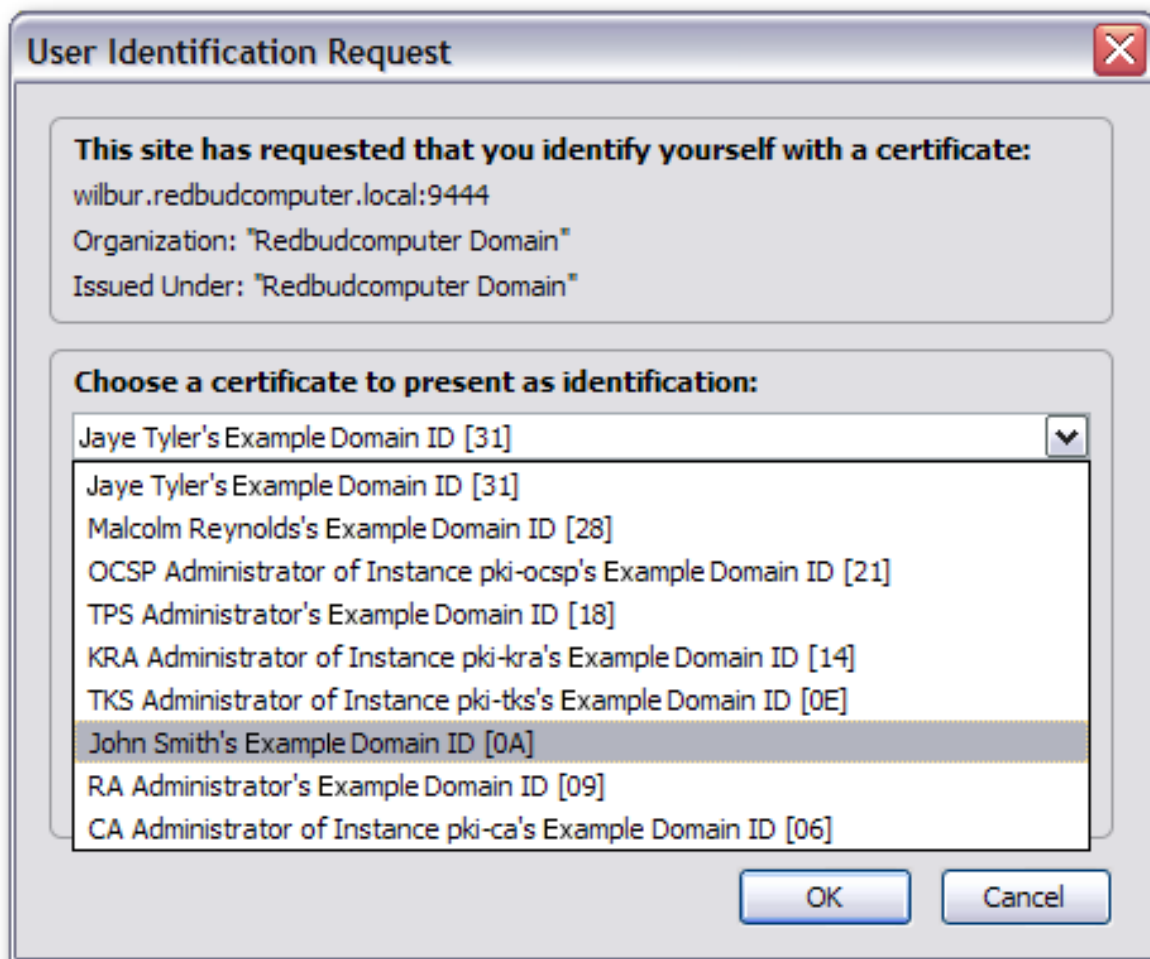 User Identification Request
This site has requested that you identify yourself with a certificate:
wilbur.redbudcomputer.local:9444
Organization: "Redbudcomputer Domain"
Issued Under: "Redbudcomputer Domain"
Choose a certificate to present as identification:
Jaye Tyler's Example Domain ID [31]
Jaye Tyler's Example Domain ID [31]
Malcolm Reynolds's Example Domain ID [28]
OCSP Administrator of Instance pki-ocsp's Example Domain ID [21]
TPS Administrator's Example Domain ID [18]
KRA Administrator of Instance pki-kra's Example Domain ID [14]
TKS Administrator of Instance pki-tks's Example Domain ID [0E]
John Smith's Example Domain ID [0A]
RA Administrator's Example Domain ID [09]
CA Administrator of Instance pki-ca's Example Domain ID [06]
OK Cancel